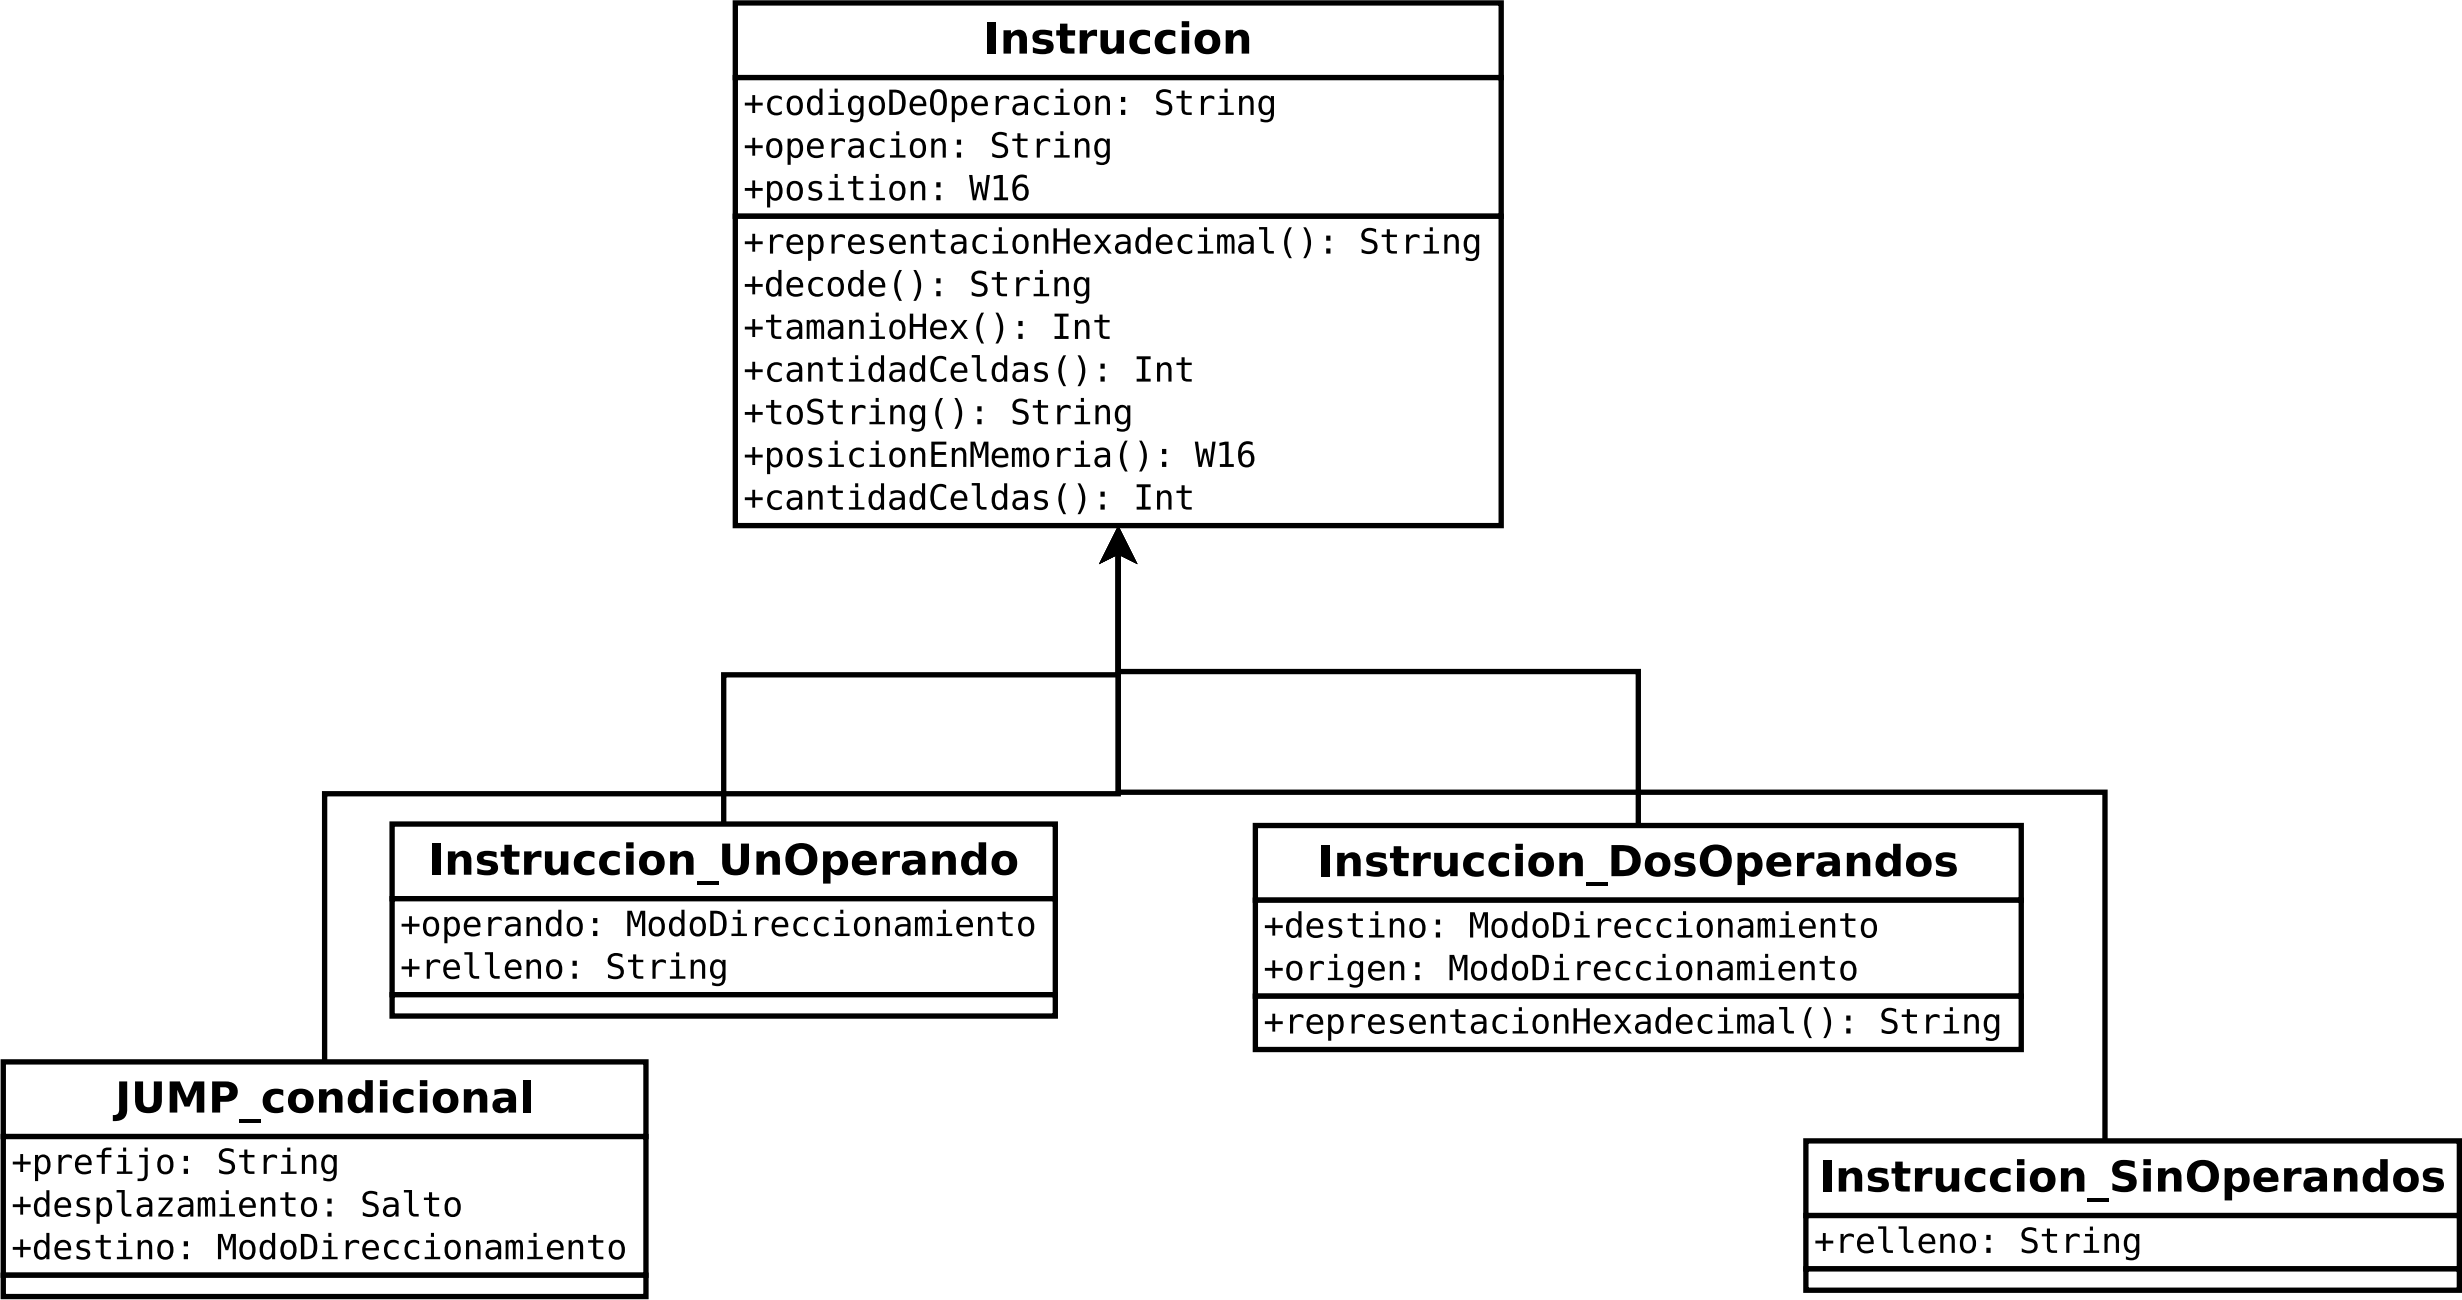 Instruccion
+codigoDeOperacion: String
+operacion: String
+position: W16
+representacionHexadecimal(): String
+decode(): String
+tamanioHex(): Int
+cantidadCeldas(): Int
+toString(): String
+posicionEnMemoria(): W16
+cantidadCeldas(): Int
Instruccion_UnOperando
+operando: ModoDireccionamiento
+relleno: String
Instruccion_DosOperandos
+destino: ModoDireccionamiento
+origen: ModoDireccionamiento
+representacionHexadecimal(): String
JUMP_condicional
+prefijo: String
+desplazamiento: Salto
+destino: ModoDireccionamiento
Instruccion_SinOperandos
+relleno: String